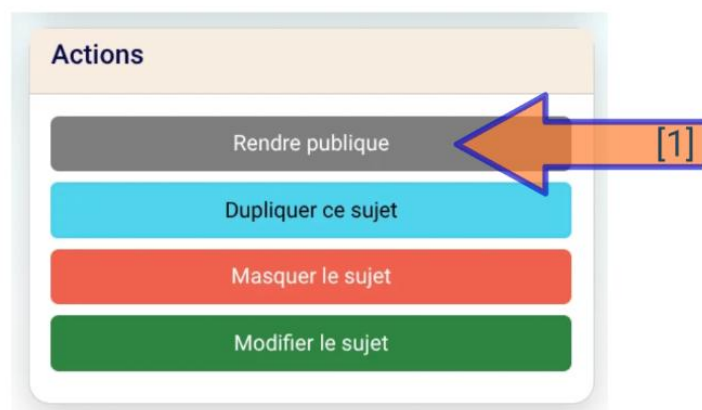 Actions
Rendre publique
[1]
Dupliquer ce sujet
Masquer le sujet
Modifier le sujet